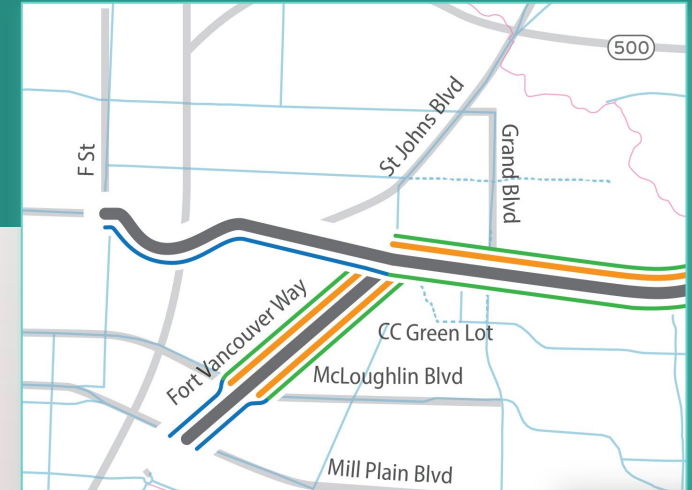 500
St Johns Blvd
F St
Grand Blvd
Fort Vancouver Way
CC Green Lot
McLoughlin Blvd
Mill Plain Blvd